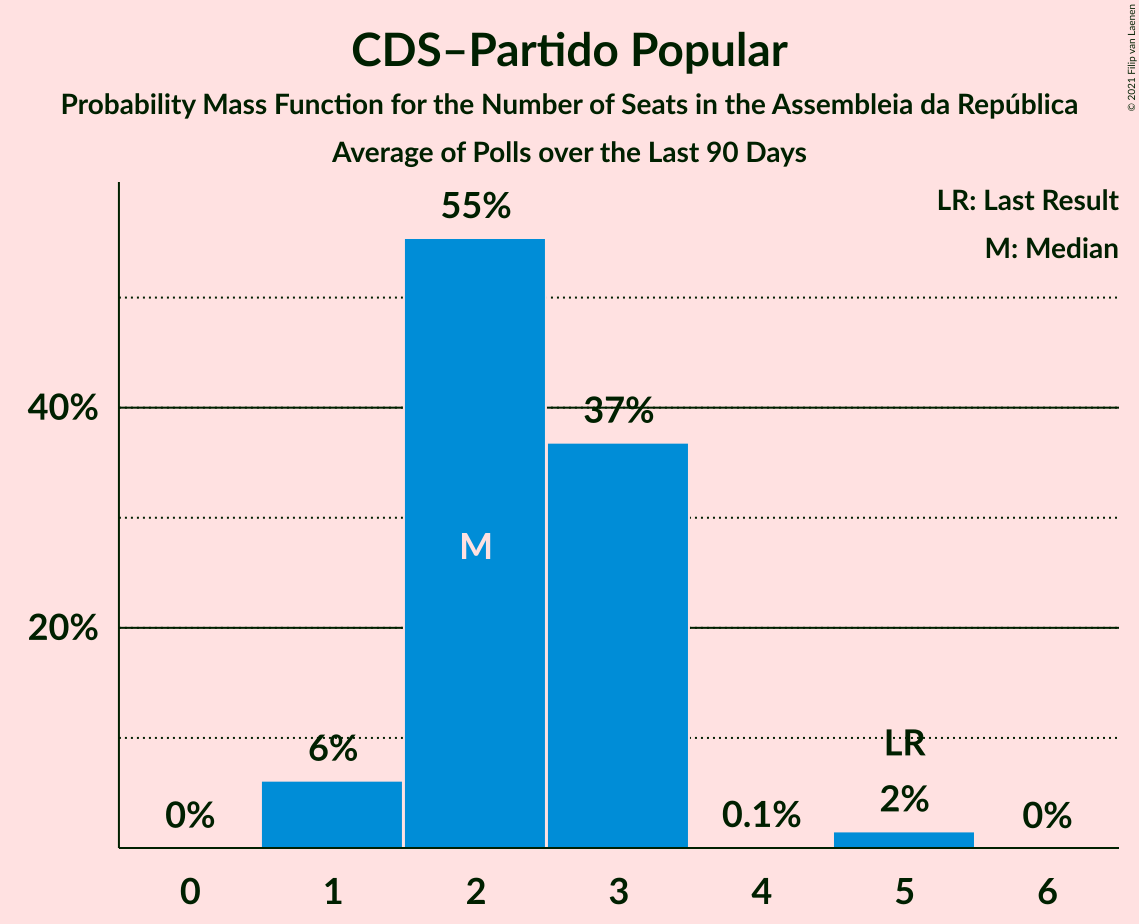 CDS–Partido Popular
Probability Mass Function for the Number of Seats in the Assembleia da República
Average of Polls over the Last 90 Days
© 2021 Filip van Laenen
LR: Last Result
M: Median
55%
40%
37%
M
20%
6%
LR
0%
0.1%
2%
0%
0 1 2 3 4 5 6